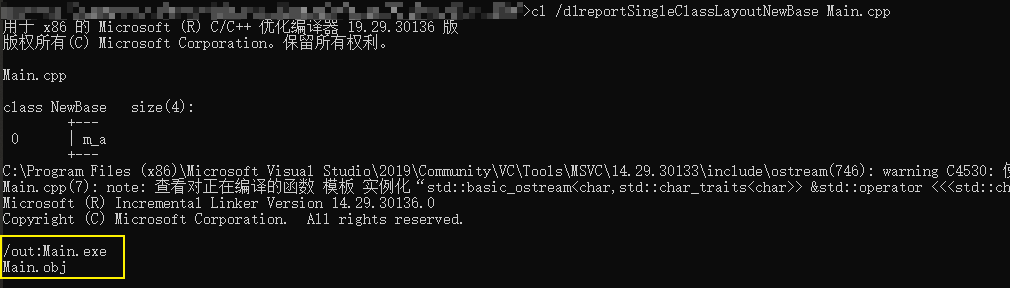 >cl /dlreportSingleClassLayoutNewBase Main.cpp
用于 x86 的 Microsoft (R) C/C++ 优化编译器 19.29.30136 版
版权所有(C) Microsoft Corporation。保留所有权利。
Main.cpp
class NewBase   size(4):
        +---
 0      | m_a
        +---
C:\Program Files (x86)\Microsoft Visual Studio\2019\Community\VC\Tools\MSVC\14.29.30133\include\ostream(746): warning C4530:
Main.cpp(7): note: 查看对正在编译的函数 模板 实例化“std::basic_ostream<char,std::char_traits<char>> &std::operator <<<std::ch
Microsoft (R) Incremental Linker Version 14.29.30136.0
Copyright (C) Microsoft Corporation.  All rights reserved.
/out:Main.exe
Main.obj